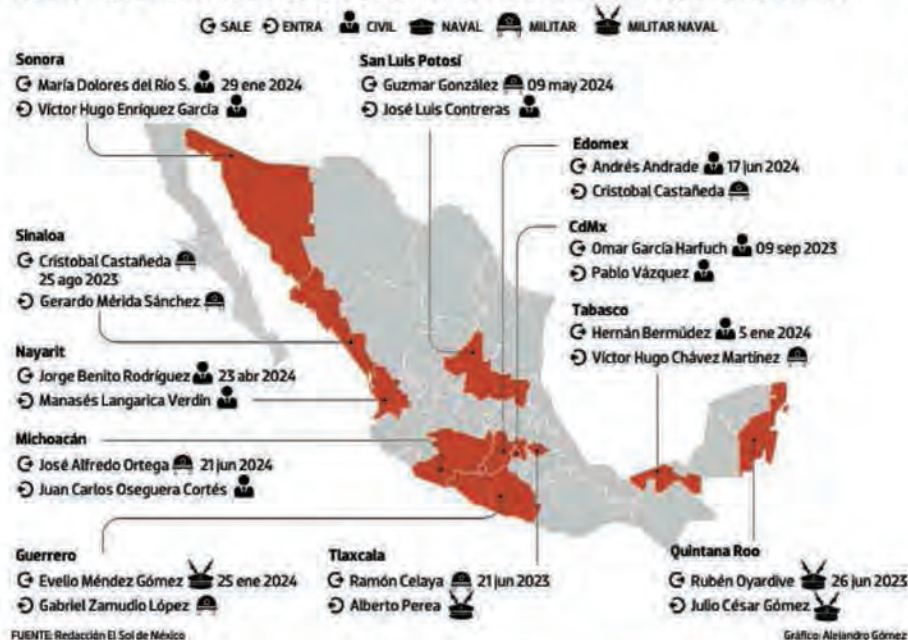 SALE ENTRA CIVIL NAVAL MILITAR MILITAR NAVAL
Sonora
María Dolores del Río S. 29 ene 2024
Víctor Hugo Enríquez García
San Luis Potosí
Guzmar González 09 may 2024
José Luis Contreras
Edomex
Andrés Andrade 17 jun 2024
Cristobal Castañeda
CdMx
Omar García Harfuch 09 sep 2023
Pablo Vázquez
Sinaloa
Cristobal Castañeda
25 ago 2023
Gerardo Mérida Sánchez
Tabasco
Hernán Bermúdez 5 ene 2024
Víctor Hugo Chávez Martínez
Nayarit
Jorge Benito Rodríguez 23 abr 2024
Manasés Langarica Verdín
Michoacán
José Alfredo Ortega 21 jun 2024
Juan Carlos Oseguera Cortés
Guerrero
Evelio Méndez Gómez 25 ene 2024
Gabriel Zamudio López
Tlaxcala
Ramón Celaya 21 jun 2023
Alberto Perea
Quintana Roo
Rubén Oyardive 26 jun 2023
Julio César Gómez
FUENTE: Redacción El Sol de México
Gráfico: Alejandro Gómez